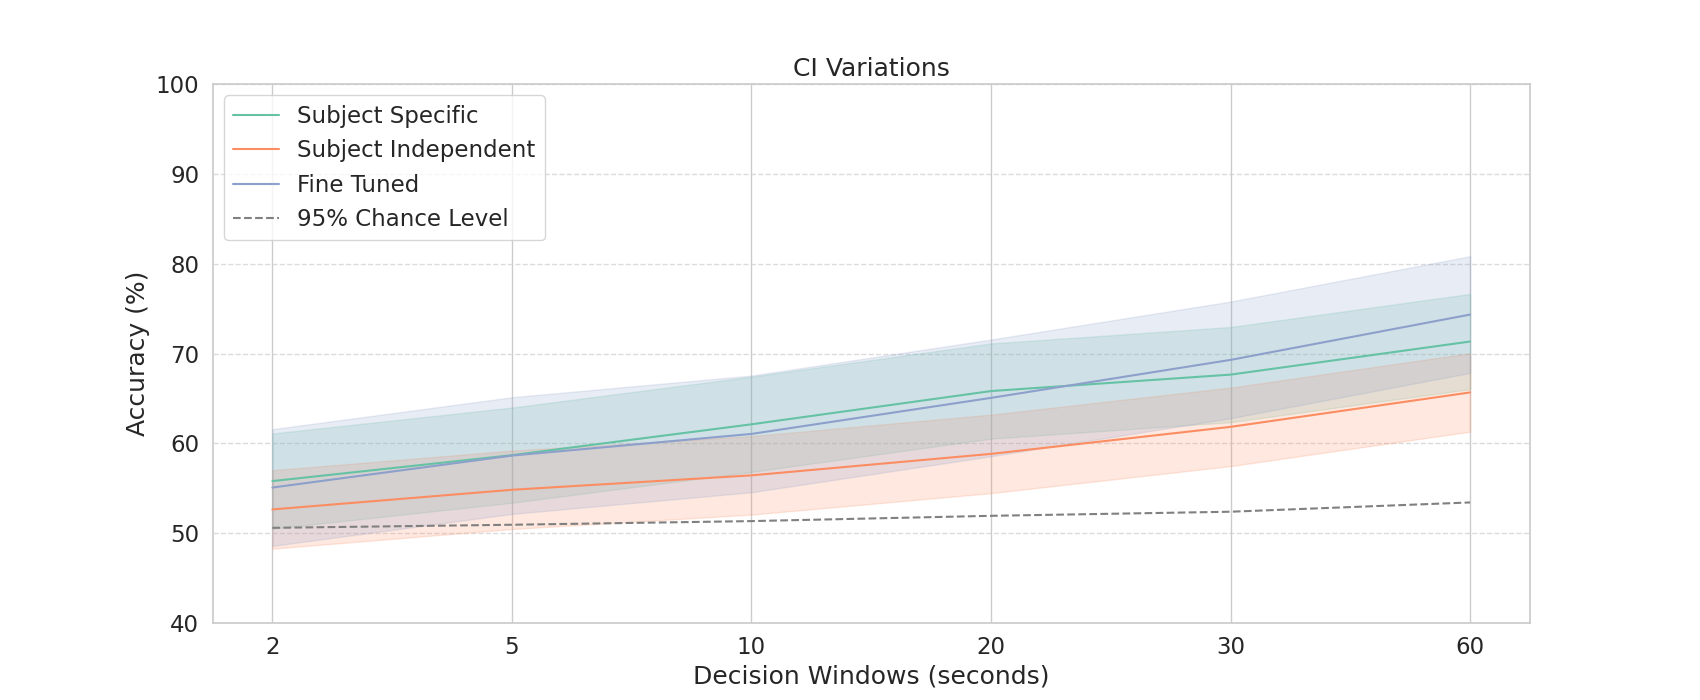 CI Variations
100
90
80
70
60
50
40
Accuracy (%)
Subject Specific
Subject Independent
Fine Tuned
95% Chance Level
2 5 10 20 30 60
Decision Windows (seconds)